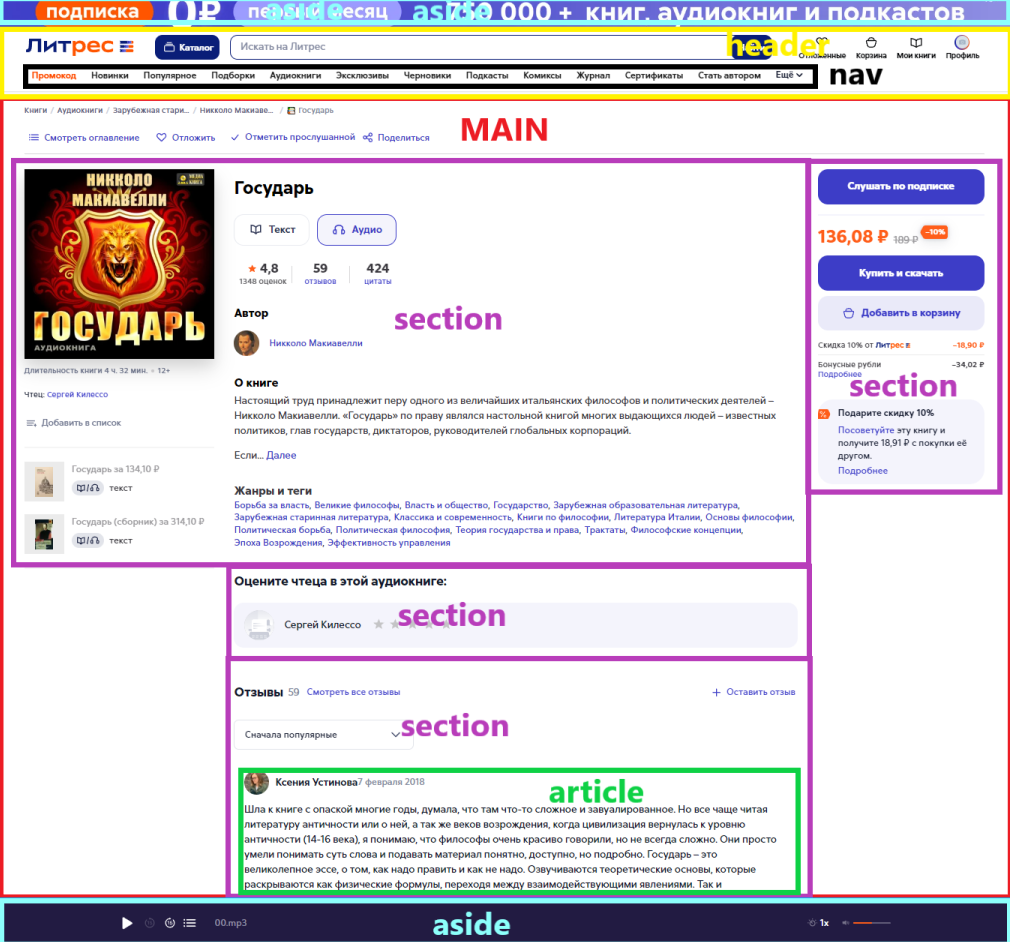 подписка 0₽ первый месяц 750 000 + книг, аудиокниг и подкастов
aside aside
Литрес Каталог Искать на Литрес Отложенные Корзина Мои книги Профиль
header
Промокод Новинки Популярное Подборки Аудиокниги Эксклюзивы Черновики Подкасты Комиксы Журнал Сертификаты Стать автором Ещё
nav
Книги / Аудиокниги / Зарубежная стари... / Никколо Макиаве... / Государь
Смотреть оглавление Отложить Отметить прослушанной Поделиться
MAIN
НИККОЛО
МАКИАВЕЛЛИ
ГОСУДАРЬ
АУДИОКНИГА
Длительность книги 4 ч. 32 мин. 12+
Чтец: Сергей Килессо
Добавить в список
Государь за 134,10 ₽
текст
Государь (сборник) за 314,10 ₽
текст
Государь
Текст Аудио
4,8 59 424
1348 оценок отзывов цитаты
Автор
section
Никколо Макиавелли
О книге
Настоящий труд принадлежит перу одного из величайших итальянских философов и политических деятелей –
Никколо Макиавелли. «Государь» по праву являлся настольной книгой многих выдающихся людей – известных
политиков, глав государств, диктаторов, руководителей глобальных корпораций.
Если... Далее
Жанры и теги
Борьба за власть, Великие философы, Власть и общество, Государство, Зарубежная образовательная литература,
Зарубежная старинная литература, Классика и современность, Книги по философии, Литература Италии, Основы философии,
Политическая борьба, Политическая философия, Теория государства и права, Трактаты, Философские концепции,
Эпоха Возрождения, Эффективность управления
Слушать по подписке
136,08 ₽ 189 ₽ -10%
Купить и скачать
Добавить в корзину
Скидка 10% от Литрес -18,90 ₽
Бонусные рубли -34,02 ₽
Подробнее
section
Подарите скидку 10%
Посоветуйте эту книгу и
получите 18,91 ₽ с покупки её
другом.
Подробнее
Оцените чтеца в этой аудиокниге:
Сергей Килессо
section
Отзывы 59 Смотреть все отзывы + Оставить отзыв
Сначала популярные
section
Ксения Устинова 7 февраля 2018
article
Шла к книге с опаской многие годы, думала, что там что-то сложное и завуалированное. Но все чаще читая
литературу античности или о ней, а так же веков возрождения, когда цивилизация вернулась к уровню
античности (14-16 века), я понимаю, что философы очень красиво говорили, но не всегда сложно. Они просто
умели понимать суть слова и подавать материал понятно, доступно, но подробно. Государь – это
великолепное эссе, о том, как надо править и как не надо. Озвучиваются теоретические основы, которые
раскрываются как физические формулы, переходя между взаимодействующими явлениями. Так и
00.mp3 1x
aside